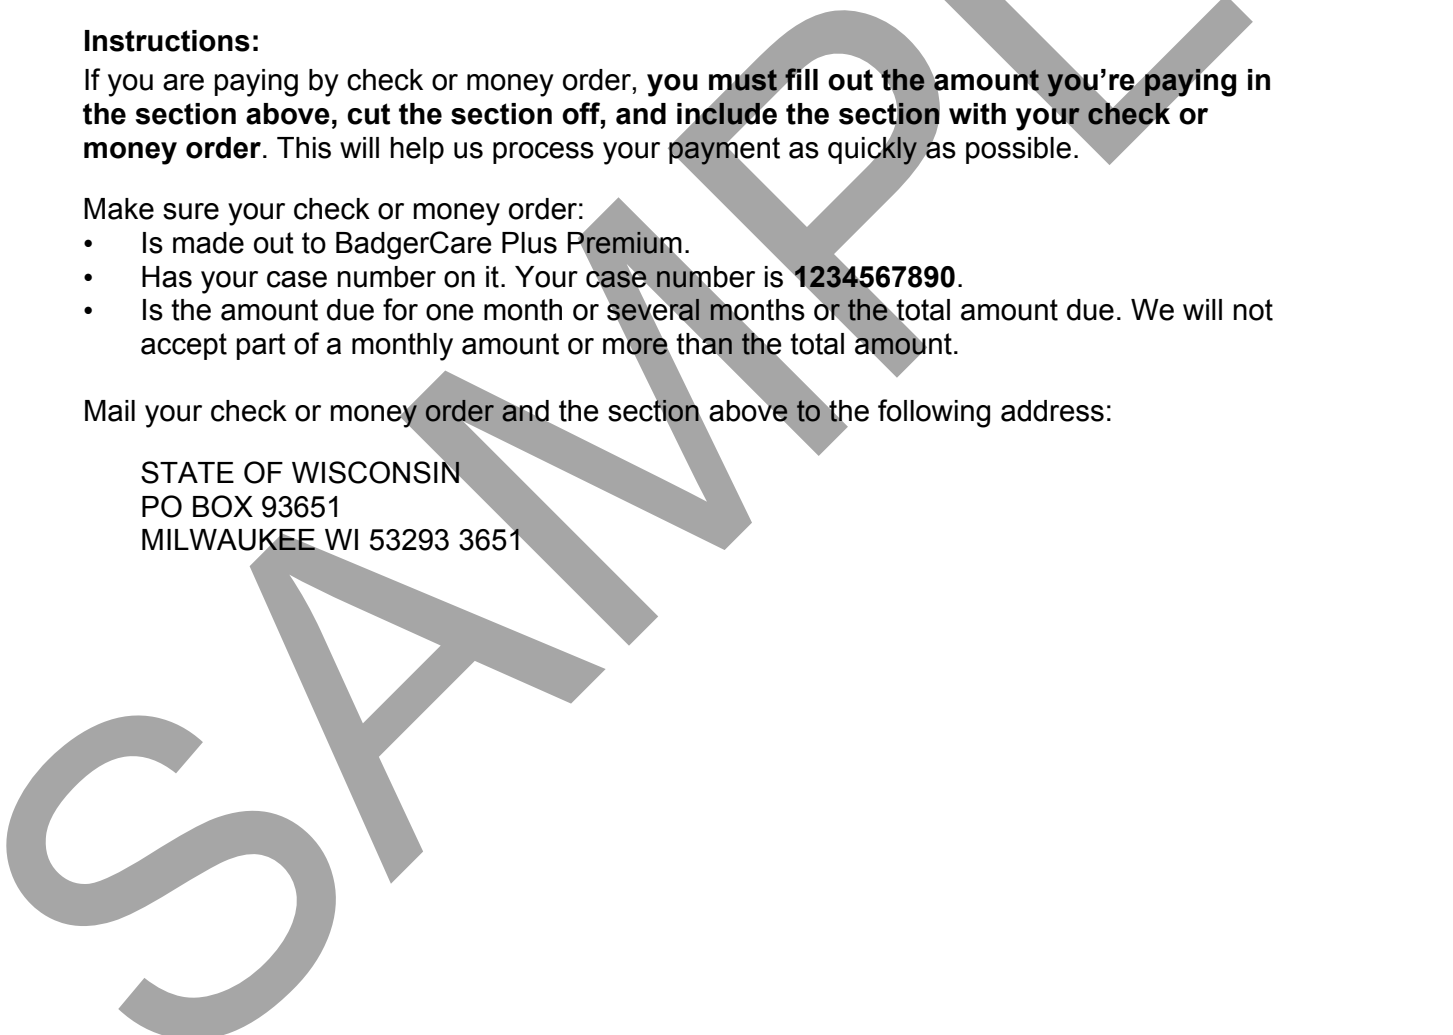 Instructions:
If you are paying by check or money order, you must fill out the amount you’re paying in
the section above, cut the section off, and include the section with your check or
money order. This will help us process your payment as quickly as possible.
Make sure your check or money order:
• Is made out to BadgerCare Plus Premium.
• Has your case number on it. Your case number is 1234567890.
• Is the amount due for one month or several months or the total amount due. We will not
accept part of a monthly amount or more than the total amount.
Mail your check or money order and the section above to the following address:
STATE OF WISCONSIN
PO BOX 93651
MILWAUKEE WI 53293 3651
SAMPL